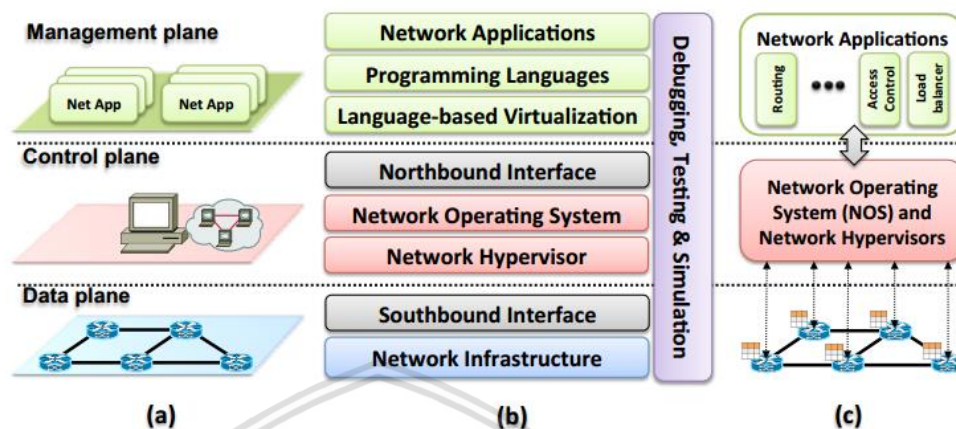 Management plane
Net App
Net App
Control plane
Data plane
(a)
Network Applications
Programming Languages
Language-based Virtualization
Northbound Interface
Network Operating System
Network Hypervisor
Southbound Interface
Network Infrastructure
Debugging, Testing & Simulation
(b)
Network Applications
Routing
Access
Control
Load
balancer
Network Operating
System (NOS) and
Network Hypervisors
(c)